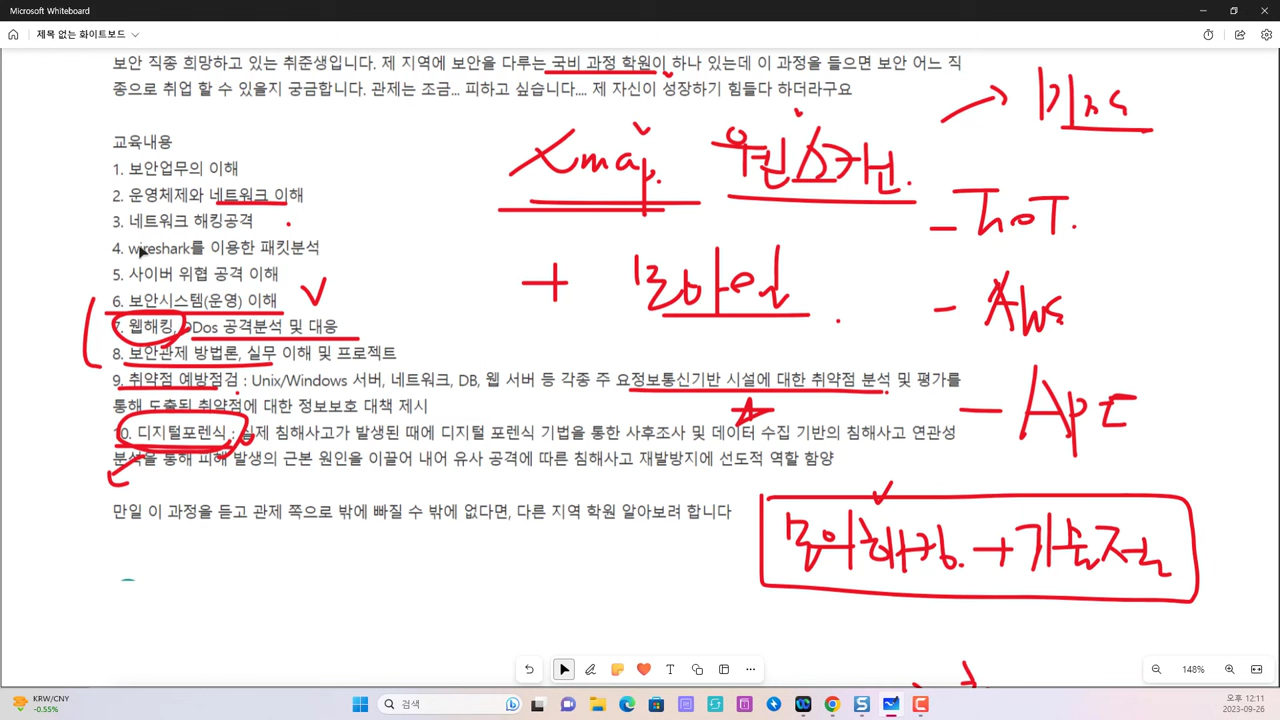 Microsoft Whiteboard
제목 없는 화이트보드
보안 직종 희망하고 있는 취준생입니다. 제 지역에 보안을 다루는 국비 과정 학원이 하나 있는데 이 과정을 들으면 보안 어느 직
종으로 취업 할 수 있을지 궁금합니다. 관제는 조금... 피하고 싶습니다.... 제 자신이 성장하기 힘들다 하더라구요
교육내용
1. 보안업무의 이해
2. 운영체제와 네트워크 이해
3. 네트워크 해킹공격
4. wireshark를 이용한 패킷분석
5. 사이버 위협 공격 이해
6. 보안시스템(운영) 이해
7. 웹해킹, DDos 공격분석 및 대응
8. 보안관제 방법론, 실무 이해 및 프로젝트
9. 취약점 예방점검 : Unix/Windows 서버, 네트워크, DB, 웹 서버 등 각종 주 요정보통신기반 시설에 대한 취약점 분석 및 평가를
통해 도출된 취약점에 대한 정보보호 대책 제시
10. 디지털포렌식 : 실제 침해사고가 발생된 때에 디지털 포렌식 기법을 통한 사후조사 및 데이터 수집 기반의 침해사고 연관성
분석을 통해 피해 발생의 근본 원인을 이끌어 내어 유사 공격에 따른 침해사고 재발방지에 선도적 역할 함양
만일 이 과정을 듣고 관제 쪽으로 밖에 빠질 수 밖에 없다면, 다른 지역 학원 알아보려 합니다
+ 모바일
- AWS
모의해킹 → 기술진단
148%
KRW/CNY
-0.55%
검색
오후 12:11
2023-09-26